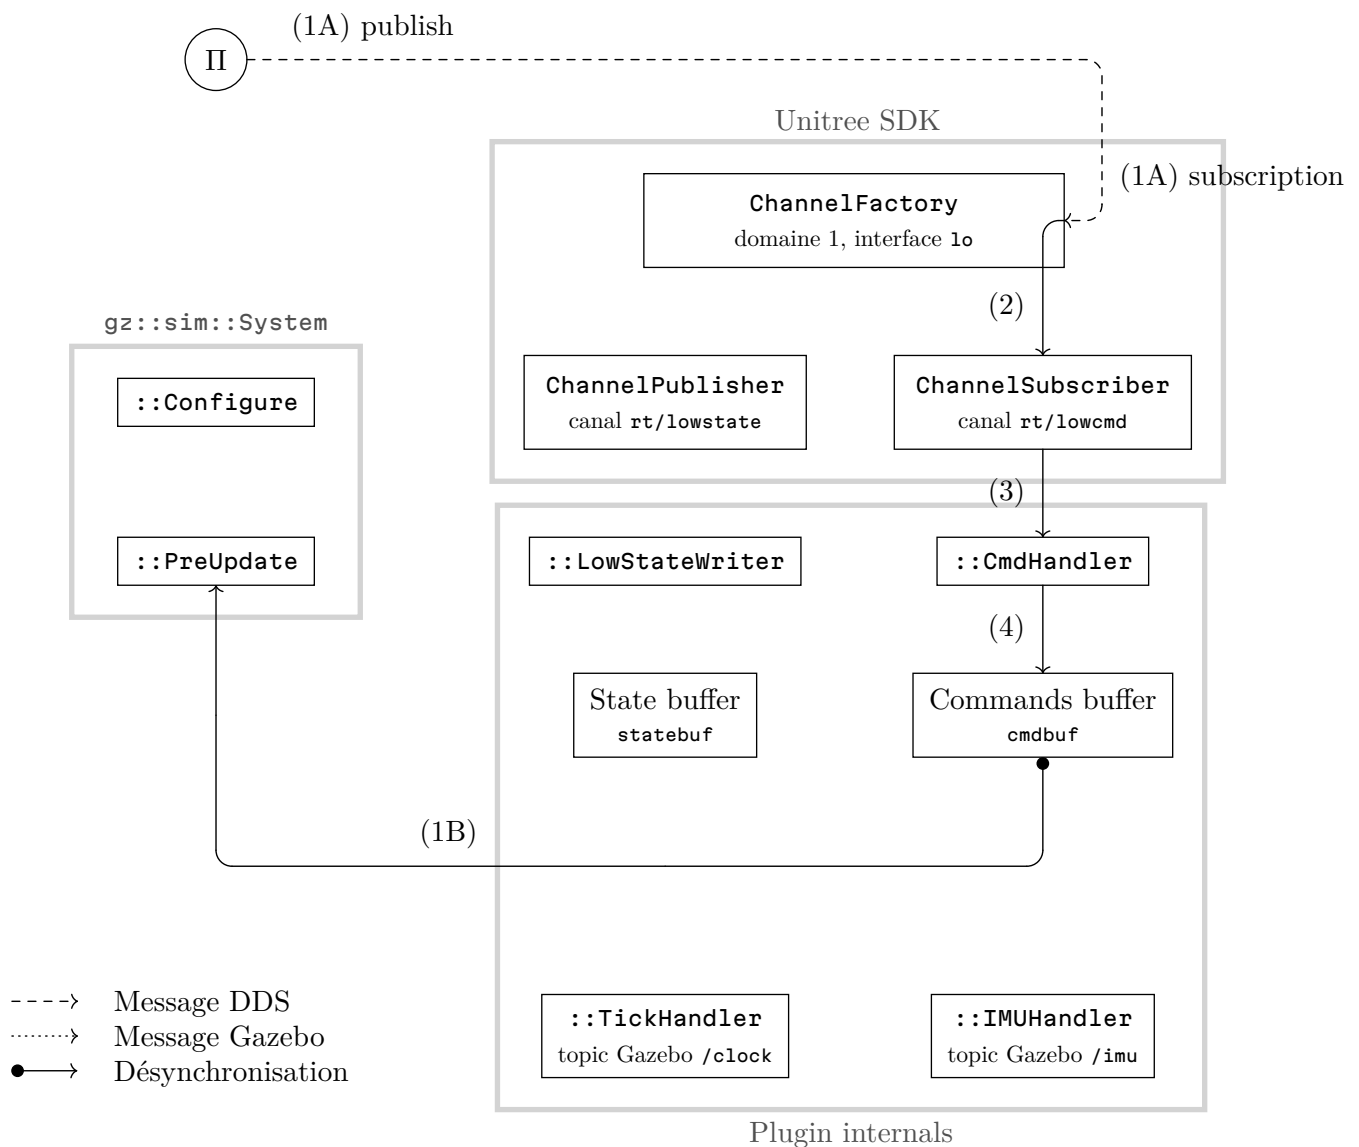 (1A) publish
Π
Unitree SDK
(1A) subscription
ChannelFactory
domaine 1, interface lo
(2)
gz::sim::System
::Configure
ChannelPublisher
canal rt/lowstate
ChannelSubscriber
canal rt/lowcmd
(3)
::PreUpdate
::LowStateWriter
::CmdHandler
(4)
State buffer
statebuf
Commands buffer
cmdbuf
(1B)
Message DDS
Message Gazebo
Désynchronisation
::TickHandler
topic Gazebo /clock
::IMUHandler
topic Gazebo /imu
Plugin internals